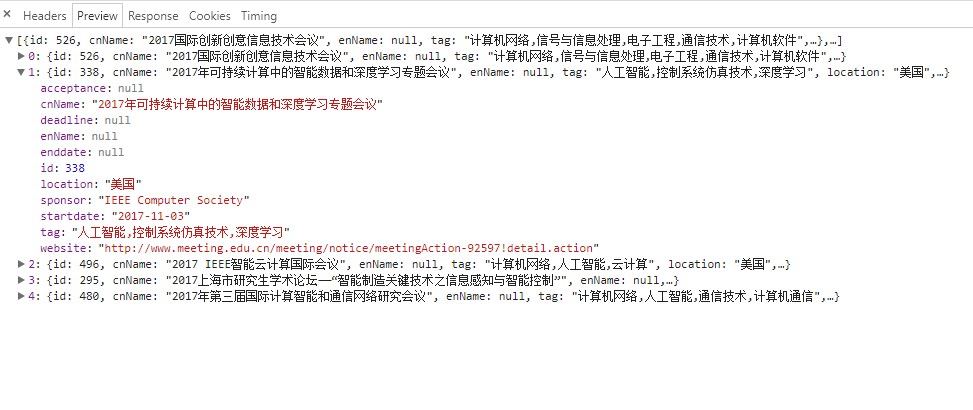 × Headers Preview Response Cookies Timing
▼[{id: 526, cnName: "2017国际创新创意信息技术会议", enName: null, tag: "计算机网络,信号与信息处理,电子工程,通信技术,计算机软件",…},…]
▶0: {id: 526, cnName: "2017国际创新创意信息技术会议", enName: null, tag: "计算机网络,信号与信息处理,电子工程,通信技术,计算机软件",…}
▼1: {id: 338, cnName: "2017年可持续计算中的智能数据和深度学习专题会议", enName: null, tag: "人工智能,控制系统仿真技术,深度学习", location: "美国",…}
acceptance: null
cnName: "2017年可持续计算中的智能数据和深度学习专题会议"
deadline: null
enName: null
enddate: null
id: 338
location: "美国"
sponsor: "IEEE Computer Society"
startdate: "2017-11-03"
tag: "人工智能,控制系统仿真技术,深度学习"
website: "http://www.meeting.edu.cn/meeting/notice/meetingAction-92597!detail.action"
▶2: {id: 496, cnName: "2017 IEEE智能云计算国际会议", enName: null, tag: "计算机网络,人工智能,云计算", location: "美国",…}
▶3: {id: 295, cnName: "2017上海市研究生学术论坛——“智能制造关键技术之信息感知与智能控制”", enName: null,…}
▶4: {id: 480, cnName: "2017年第三届国际计算智能和通信网络研究会议", enName: null, tag: "计算机网络,人工智能,通信技术,计算机通信",…}